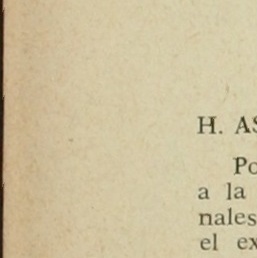 H. AS
Po
a la
nales
el ex